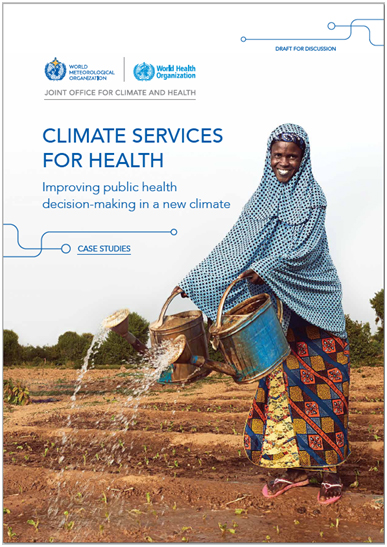 DRAFT FOR DISCUSSION
WORLD
METEOROLOGICAL
ORGANIZATION
World Health
Organization
JOINT OFFICE FOR CLIMATE AND HEALTH
CLIMATE SERVICES
FOR HEALTH
Improving public health
decision-making in a new climate
CASE STUDIES